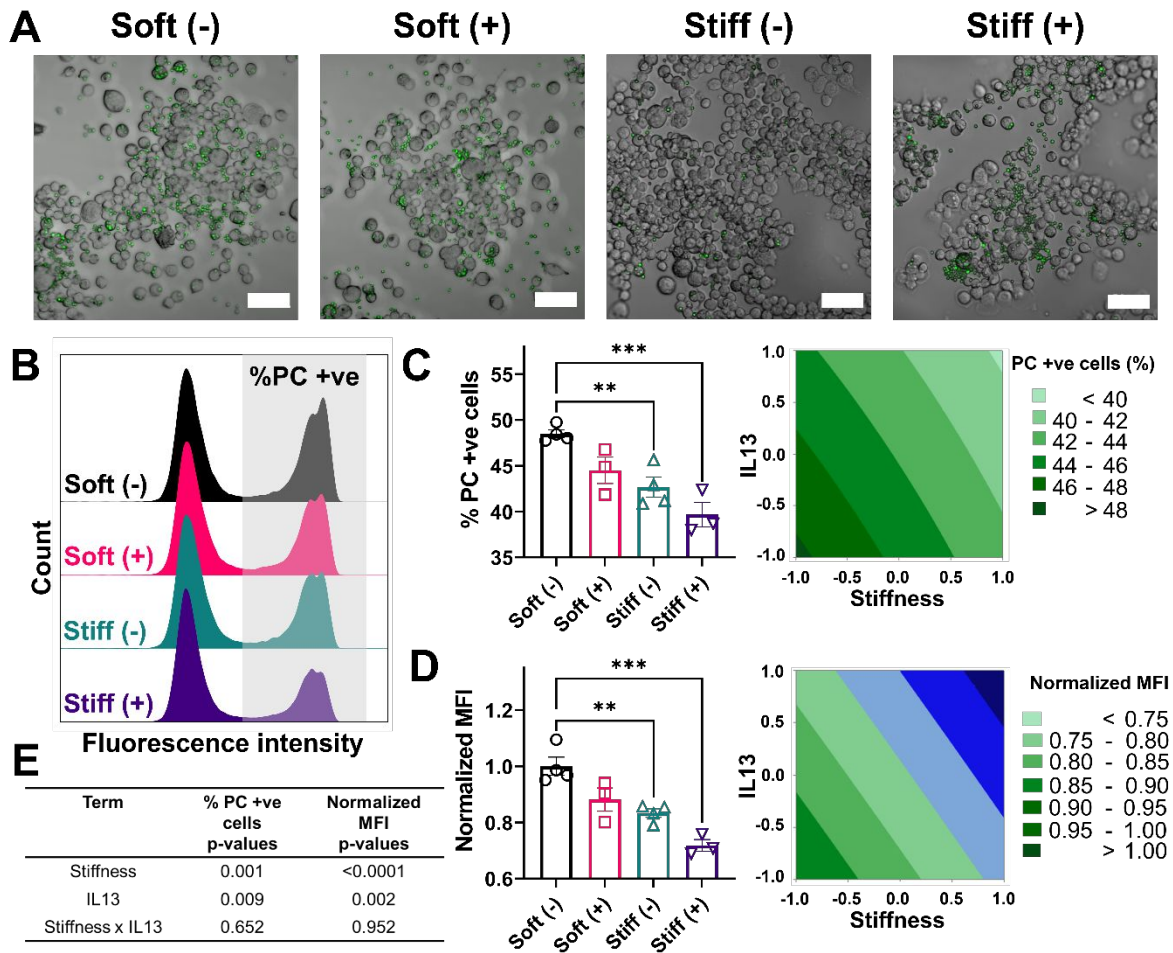 A
Soft (-)
Soft (+)
Stiff (-)
Stiff (+)
B
%PC +ve
Soft (-)
Soft (+)
Stiff (-)
Stiff (+)
Count
Fluorescence intensity
C
% PC +ve cells
55
50
45
40
35
***
**
Soft (-)
Soft (+)
Stiff (-)
Stiff (+)
IL13
1.0
0.5
0.0
-0.5
-1.0
-1.0 -0.5 0.0 0.5 1.0
Stiffness
PC +ve cells (%)
< 40
40 - 42
42 - 44
44 - 46
46 - 48
> 48
D
Normalized MFI
1.2
1.0
0.8
0.6
***
**
Soft (-)
Soft (+)
Stiff (-)
Stiff (+)
IL13
1.0
0.5
0.0
-0.5
-1.0
-1.0 -0.5 0.0 0.5 1.0
Stiffness
Normalized MFI
< 0.75
0.75 - 0.80
0.80 - 0.85
0.85 - 0.90
0.90 - 0.95
0.95 - 1.00
> 1.00
E
Term
% PC +ve
cells
p-values
Normalized
MFI
p-values
Stiffness 0.001 <0.0001
IL13 0.009 0.002
Stiffness x IL13 0.652 0.952